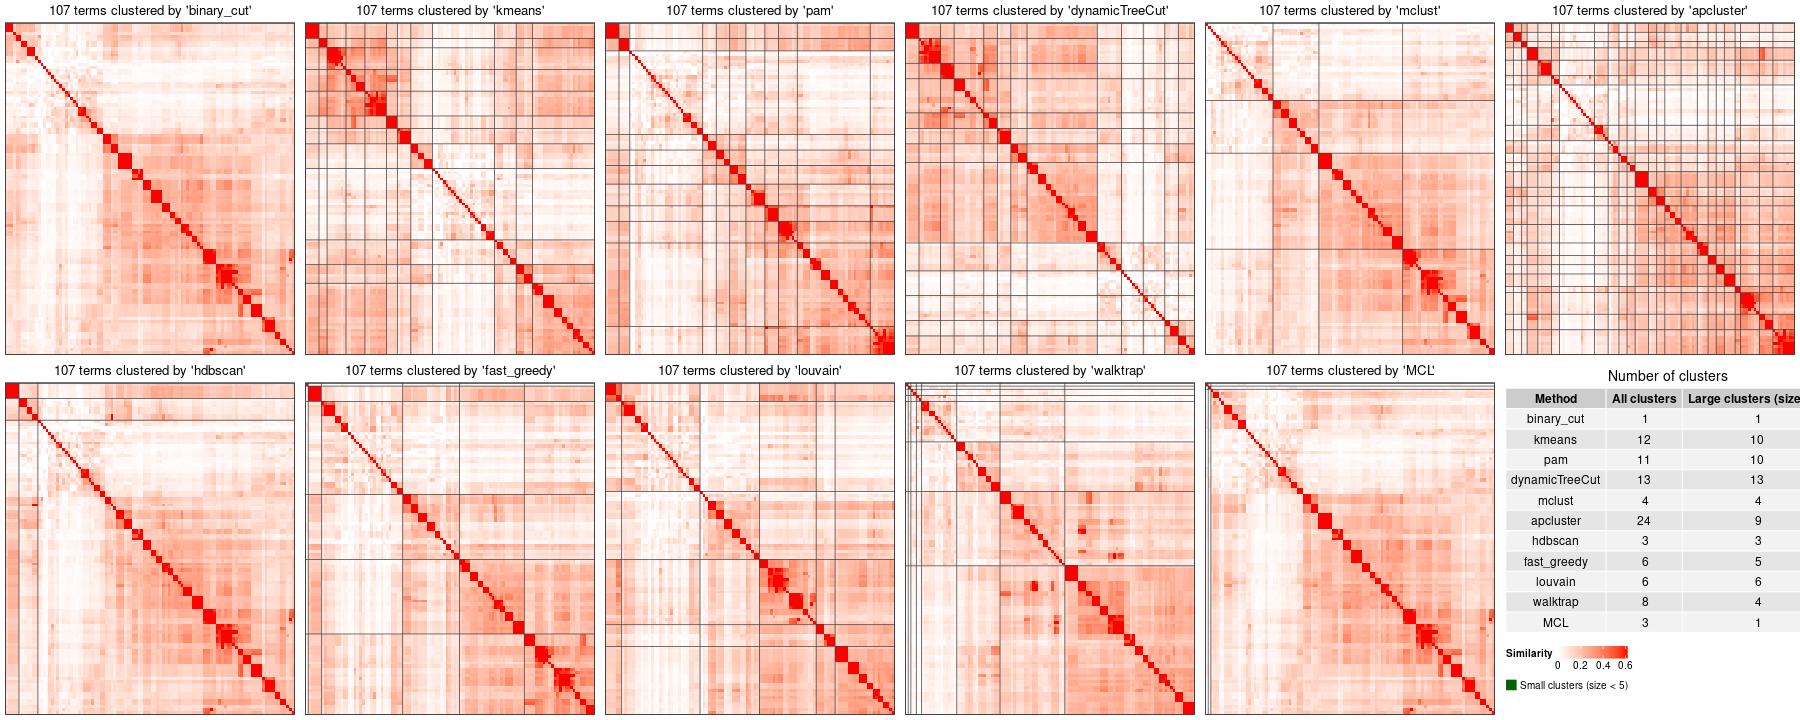 107 terms clustered by 'binary_cut'
107 terms clustered by 'kmeans'
107 terms clustered by 'pam'
107 terms clustered by 'dynamicTreeCut'
107 terms clustered by 'mclust'
107 terms clustered by 'apcluster'
107 terms clustered by 'hdbscan'
107 terms clustered by 'fast_greedy'
107 terms clustered by 'louvain'
107 terms clustered by 'walktrap'
107 terms clustered by 'MCL'
Number of clusters
Method All clusters Large clusters (size
binary_cut 1 1
kmeans 12 10
pam 11 10
dynamicTreeCut 13 13
mclust 4 4
apcluster 24 9
hdbscan 3 3
fast_greedy 6 5
louvain 6 6
walktrap 8 4
MCL 3 1
Similarity
0 0.2 0.4 0.6
Small clusters (size < 5)